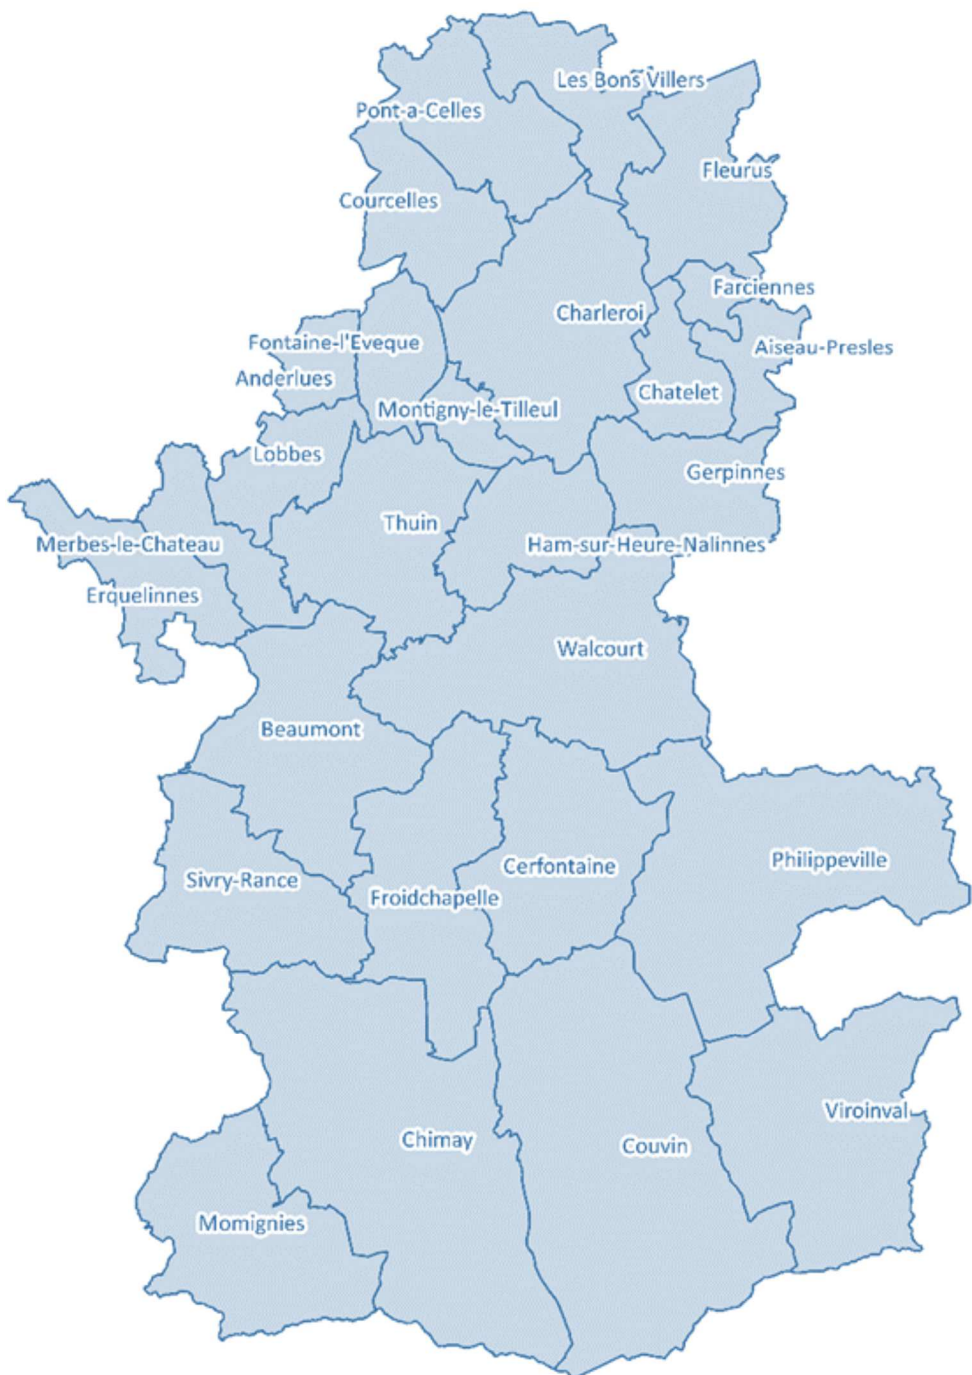 Les Bons Villers
Pont-a-Celles
Fleurus
Courcelles
Farciennes
Charleroi
Fontaine-l'Eveque
Aiseau-Presles
Anderlues
Chatelet
Montigny-le-Tilleul
Lobbes
Gerpinnes
Thuin
Merbes-le-Chateau
Ham-sur-Heure-Nalinnes
Erquelinnes
Walcourt
Beaumont
Philippeville
Cerfontaine
Sivry-Rance
Froidchapelle
Viroinval
Chimay
Couvin
Momignies